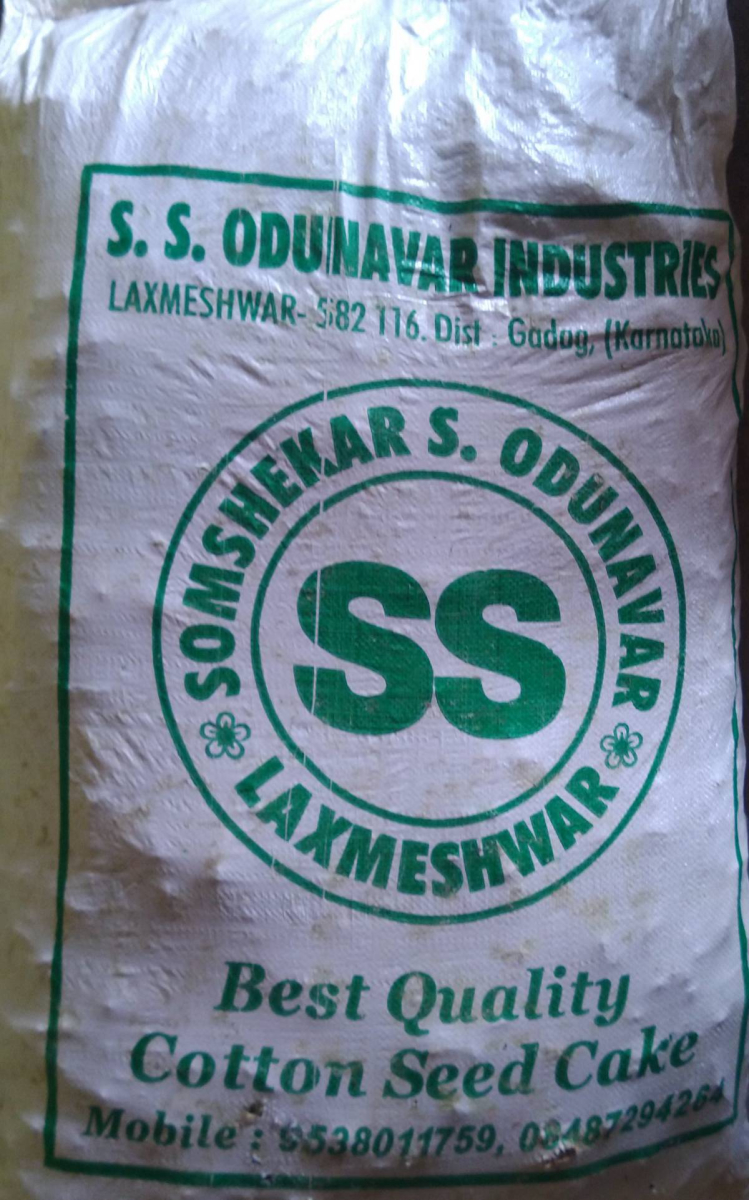 S. S. ODUNAVAR INDUSTRIES
LAXMESHWAR- 582 116. Dist : Gadag, (Karnataka)
SOMSHEKAR S. ODUNAVAR
SS
LAXMESHWAR
Best Quality
Cotton Seed Cake
Mobile : 9538011759, 08487294264